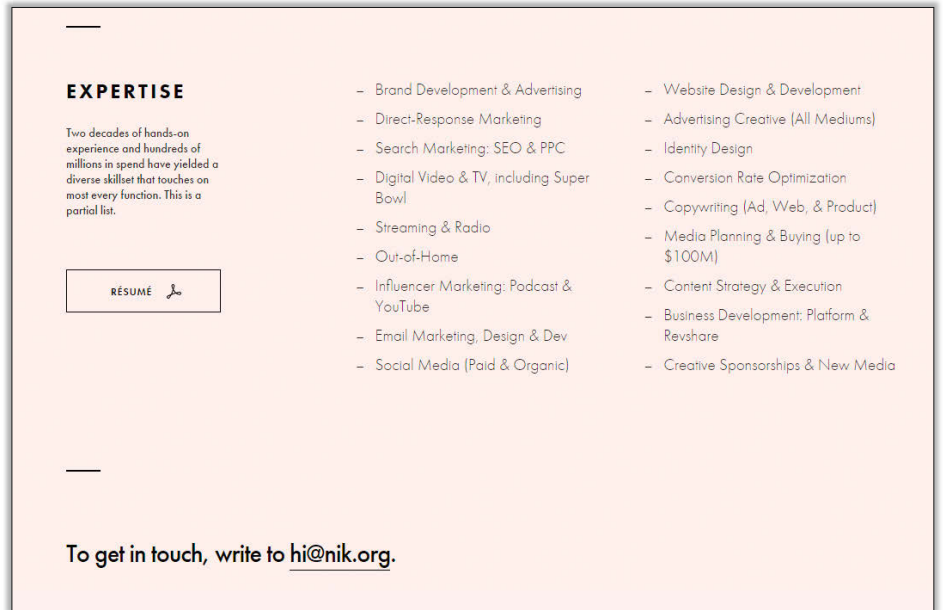 EXPERTISE
Two decades of hands-on
experience and hundreds of
millions in spend have yielded a
diverse skillset that touches on
most every function. This is a
partial list.
RÉSUMÉ
– Brand Development & Advertising
– Direct-Response Marketing
– Search Marketing: SEO & PPC
– Digital Video & TV, including Super
Bowl
– Streaming & Radio
– Out-of-Home
– Influencer Marketing: Podcast &
YouTube
– Email Marketing, Design & Dev
– Social Media (Paid & Organic)
– Website Design & Development
– Advertising Creative (All Mediums)
– Identity Design
– Conversion Rate Optimization
– Copywriting (Ad, Web, & Product)
– Media Planning & Buying (up to
$100M)
– Content Strategy & Execution
– Business Development: Platform &
Revshare
– Creative Sponsorships & New Media
To get in touch, write to hi@nik.org.